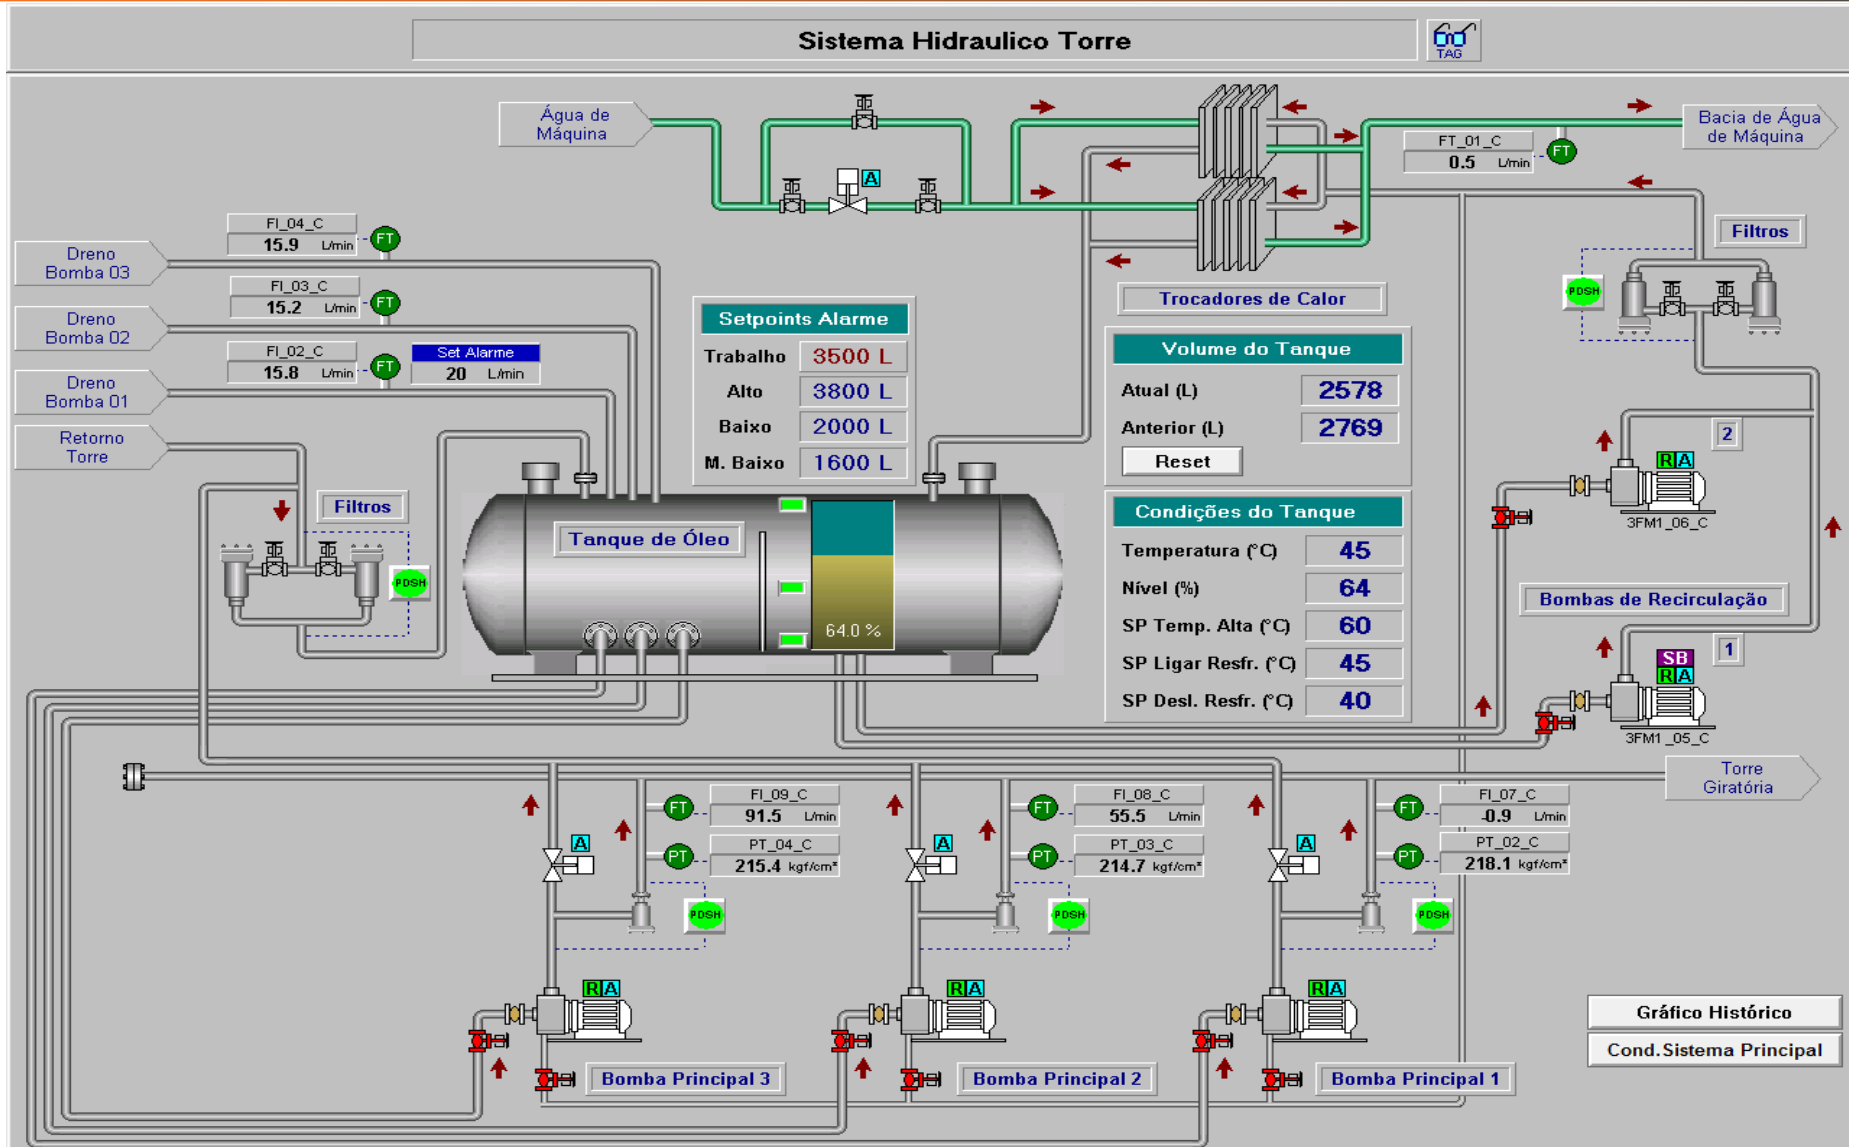 Sistema Hidraulico Torre
TAG
Água de
Máquina
A
FT_01_C
0.5 L/min
FT
Bacia de Água
de Máquina
FI_04_C
15.9 L/min
FT
Dreno
Bomba 03
FI_03_C
15.2 L/min
FT
Dreno
Bomba 02
FI_02_C
15.8 L/min
FT
Set Alarme
20 L/min
Dreno
Bomba 01
Retorno
Torre
Filtros
PDSH
Setpoints Alarme
Trabalho 3500 L
Alto 3800 L
Baixo 2000 L
M. Baixo 1600 L
Trocadores de Calor
Volume do Tanque
Atual (L) 2578
Anterior (L) 2769
Reset
Condições do Tanque
Temperatura (°C) 45
Nível (%) 64
SP Temp. Alta (°C) 60
SP Ligar Resfr. (°C) 45
SP Desl. Resfr. (°C) 40
Filtros
PDSH
Tanque de Óleo
64.0 %
2
R A
3FM1_06_C
Bombas de Recirculação
1
SB
R A
3FM1_05_C
Torre
Giratória
FI_09_C
FT
91.5 L/min
PT_04_C
PT
215.4 kgf/cm²
A
PDSH
FI_08_C
FT
55.5 L/min
PT_03_C
PT
214.7 kgf/cm²
A
PDSH
FI_07_C
FT
-0.9 L/min
PT_02_C
PT
218.1 kgf/cm²
A
PDSH
R A
R A
R A
Bomba Principal 3
Bomba Principal 2
Bomba Principal 1
Gráfico Histórico
Cond.Sistema Principal